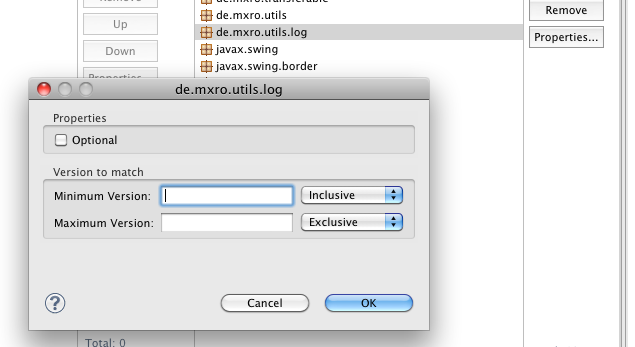 Remove
de.mxro.transferable
Remove
Up
de.mxro.utils
de.mxro.utils.log
Properties...
Down
javax.swing
javax.swing.border
Properties...
de.mxro.utils.log
Properties
Optional
Version to match
Minimum Version:
Inclusive
Maximum Version:
Exclusive
?
Cancel
OK
Total: 0